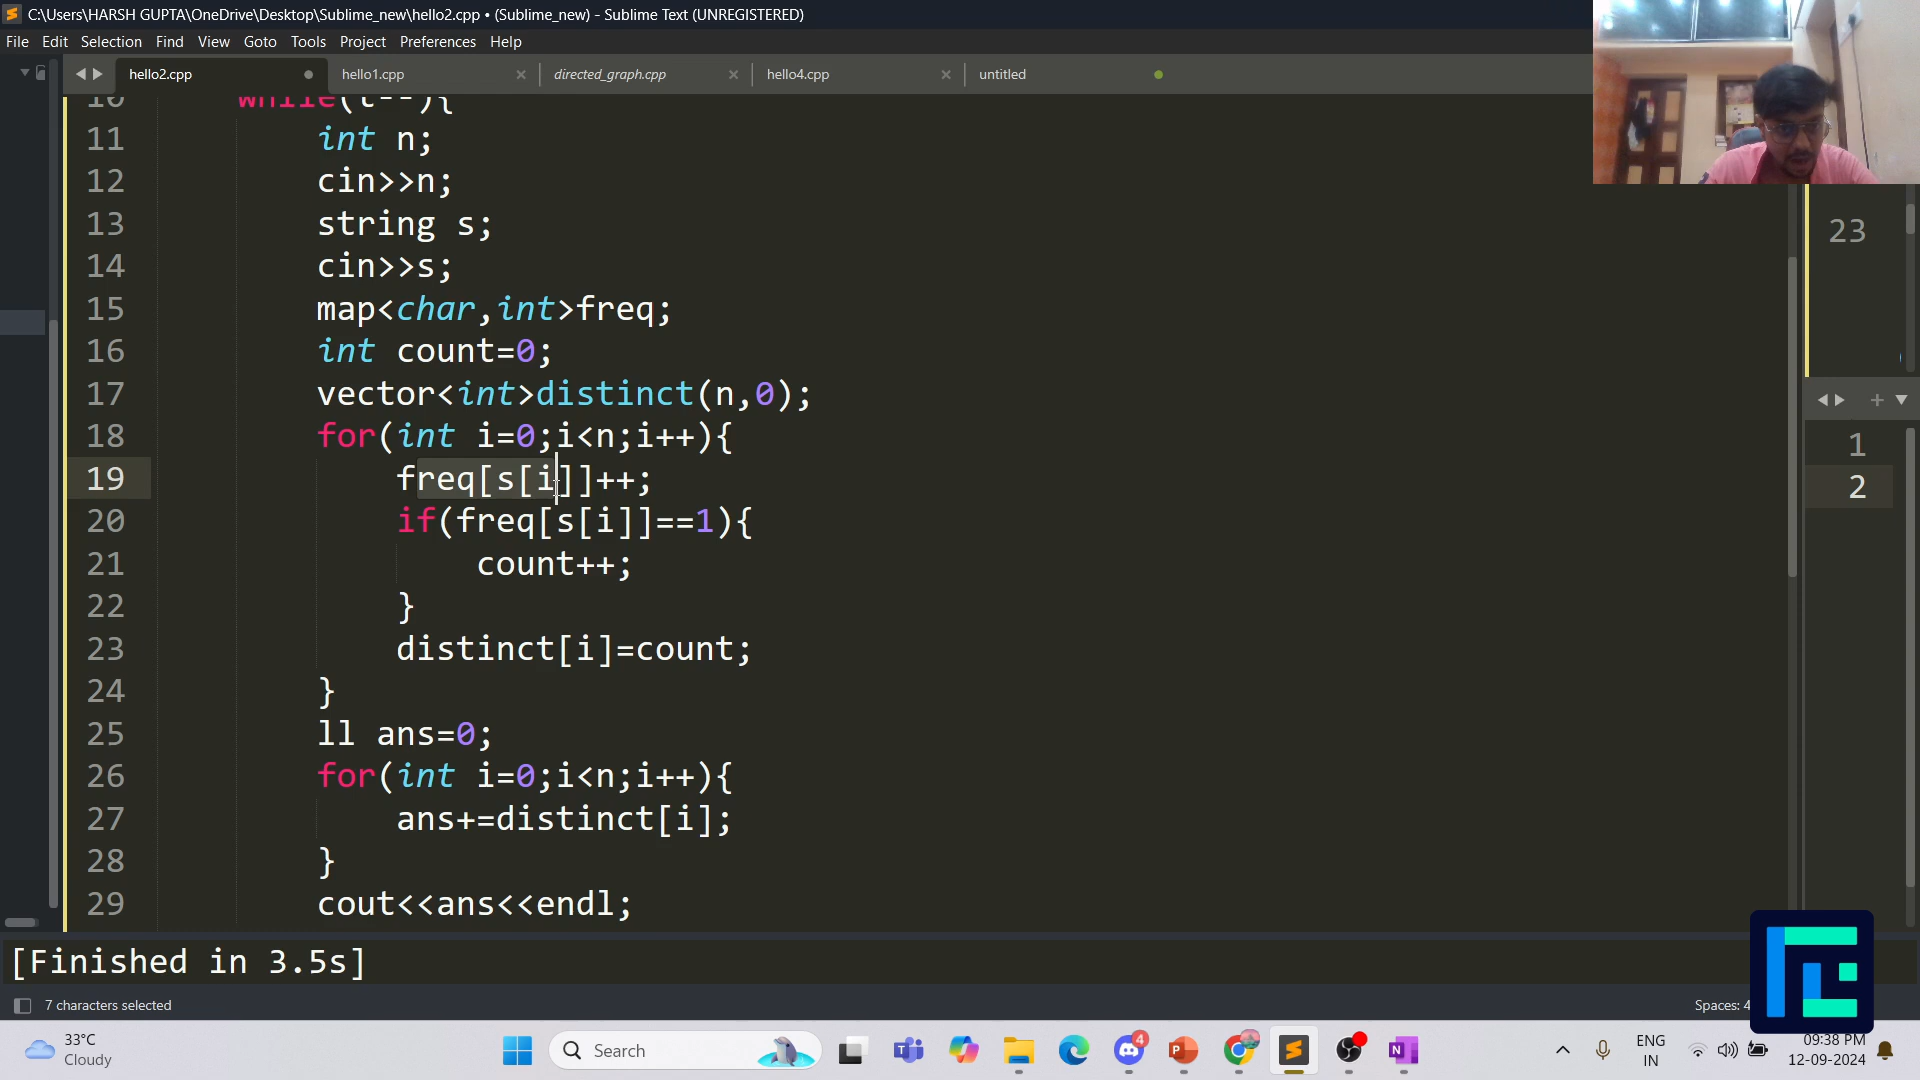 C:\Users\HARSH GUPTA\OneDrive\Desktop\Sublime_new\hello2.cpp • (Sublime_new) - Sublime Text (UNREGISTERED)
File Edit Selection Find View Goto Tools Project Preferences Help
hello2.cpp hello1.cpp directed_graph.cpp hello4.cpp untitled
10 while(t--){
11 int n;
12 cin>>n;
13 string s;
14 cin>>s;
15 map<char,int>freq;
16 int count=0;
17 vector<int>distinct(n,0);
18 for(int i=0;i<n;i++){
19 freq[s[i]]++;
20 if(freq[s[i]]==1){
21 count++;
22 }
23 distinct[i]=count;
24 }
25 ll ans=0;
26 for(int i=0;i<n;i++){
27 ans+=distinct[i];
28 }
29 cout<<ans<<endl;
23
1
2
[Finished in 3.5s]
7 characters selected
Spaces: 4
33°C
Cloudy
Search
4
ENG
IN
09:38 PM
12-09-2024